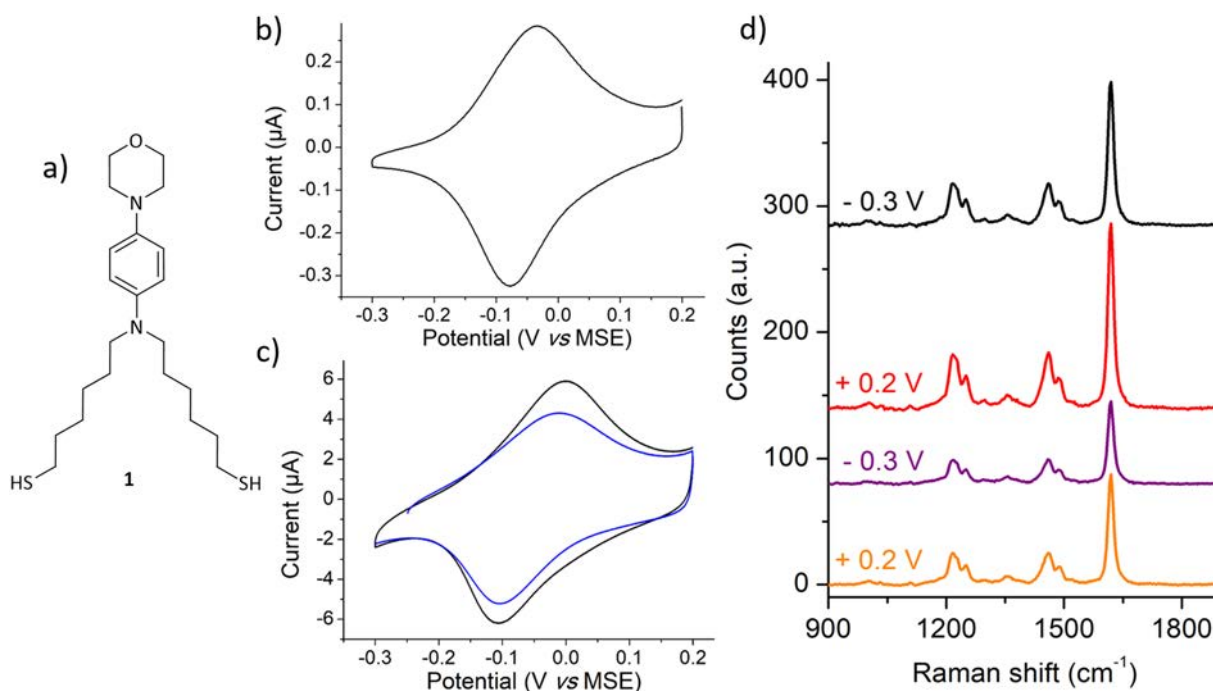 a)
O
N
N
HS
SH
1
b)
Current (µA)
0.2
0.1
0.0
-0.1
-0.2
-0.3
-0.3 -0.2 -0.1 0.0 0.1 0.2
Potential (V vs MSE)
c)
Current (µA)
6
4
2
0
-2
-4
-6
-0.3 -0.2 -0.1 0.0 0.1 0.2
Potential (V vs MSE)
d)
Counts (a.u.)
400
300
200
100
0
- 0.3 V
+ 0.2 V
- 0.3 V
+ 0.2 V
900 1200 1500 1800
Raman shift (cm⁻¹)